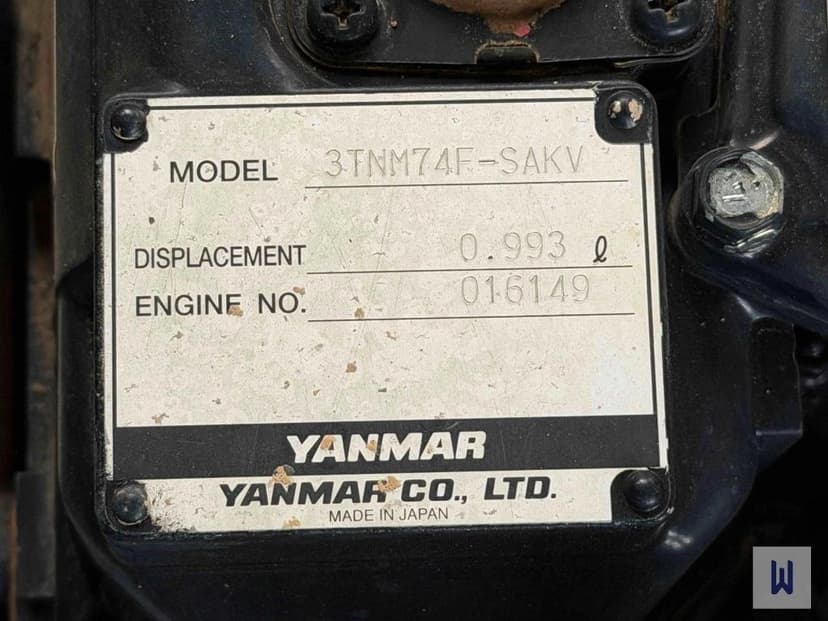 MODEL 3TNM74F-SAKV
DISPLACEMENT 0.993 ℓ
ENGINE NO. 016149
YANMAR
YANMAR CO., LTD.
MADE IN JAPAN
W